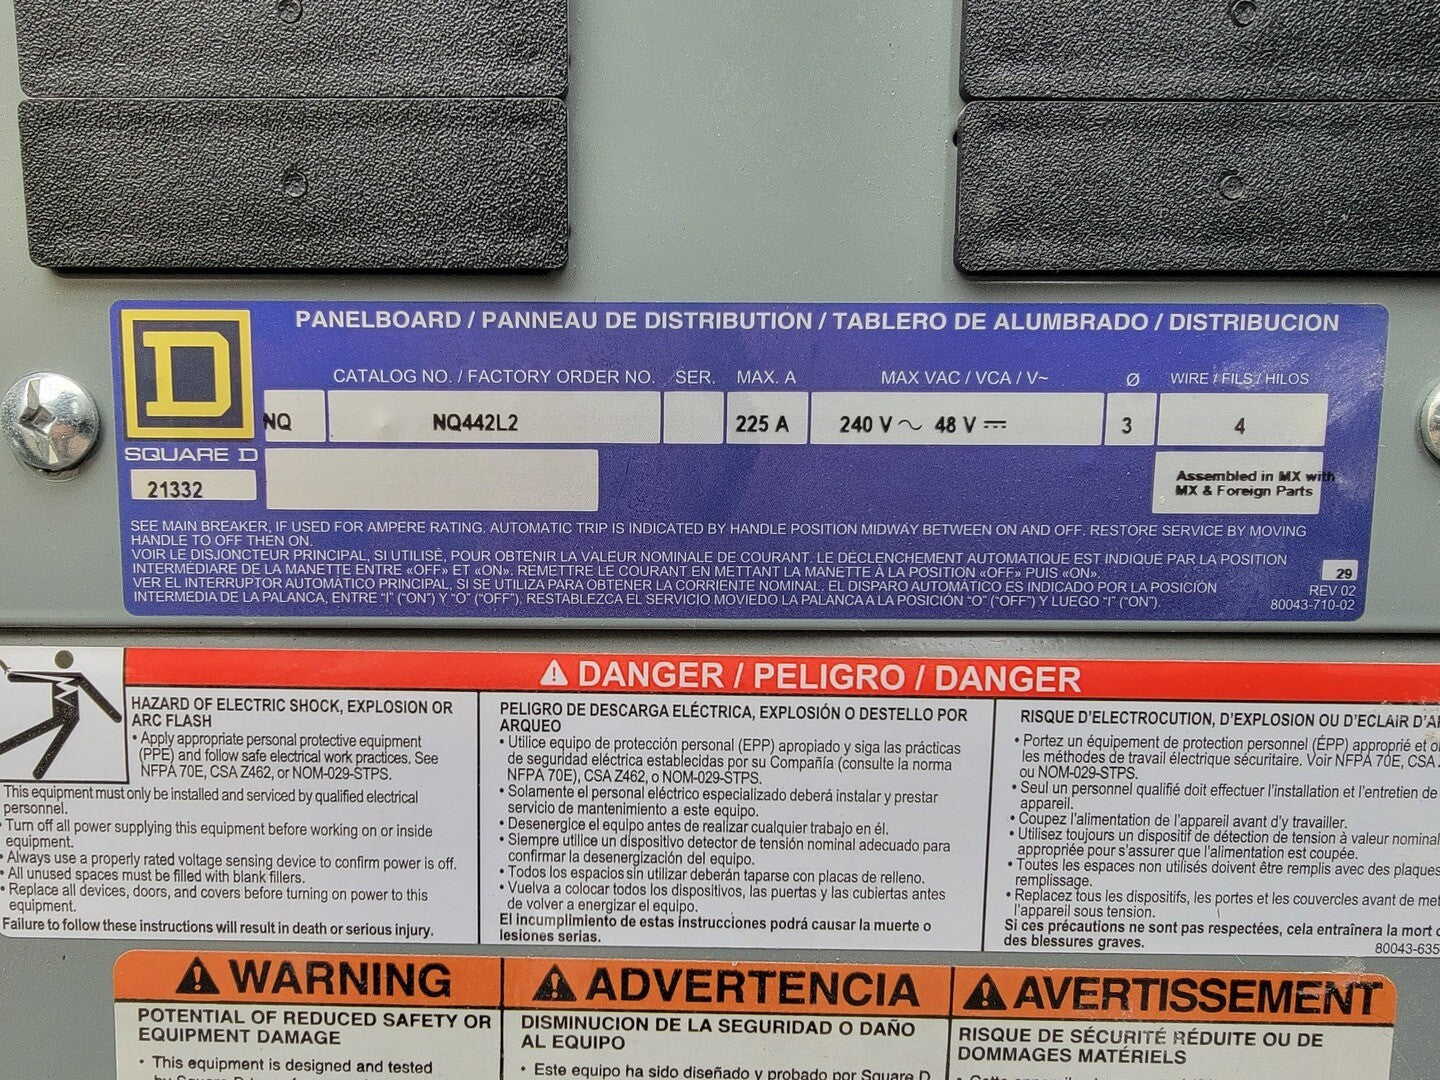 PANELBOARD / PANNEAU DE DISTRIBUTION / TABLERO DE ALUMBRADO / DISTRIBUCION
CATALOG NO. / FACTORY ORDER NO. SER. MAX. A MAX VAC / VCA / V~ Ø WIRE / FILS / HILOS
D
NQ NQ442L2 225 A 240 V ~ 48 V ⎓ 3 4
SQUARE D
21332
Assembled in MX with
MX & Foreign Parts
SEE MAIN BREAKER, IF USED FOR AMPERE RATING. AUTOMATIC TRIP IS INDICATED BY HANDLE POSITION MIDWAY BETWEEN ON AND OFF. RESTORE SERVICE BY MOVING
HANDLE TO OFF THEN ON.
VOIR LE DISJONCTEUR PRINCIPAL, SI UTILISÉ, POUR OBTENIR LA VALEUR NOMINALE DE COURANT. LE DECLENCHEMENT AUTOMATIQUE EST INDIQUÉ PAR LA POSITION
INTERMÉDIARE DE LA MANETTE ENTRE «OFF» ET «ON». REMETTRE LE COURANT EN METTANT LA MANETTE À LA POSITION «OFF» PUIS «ON».
VER EL INTERRUPTOR AUTOMÁTICO PRINCIPAL, SI SE UTILIZA PARA OBTENER LA CORRIENTE NOMINAL. EL DISPARO AUTOMÁTICO ES INDICADO POR LA POSICIÓN
INTERMEDIA DE LA PALANCA, ENTRE "I" ("ON") Y "O" ("OFF"). RESTABLEZCA EL SERVICIO MOVIEDO LA PALANCA A LA POSICIÓN "O" ("OFF") Y LUEGO "I" ("ON").
29
REV 02
80043-710-02
DANGER / PELIGRO / DANGER
HAZARD OF ELECTRIC SHOCK, EXPLOSION OR
ARC FLASH
• Apply appropriate personal protective equipment
(PPE) and follow safe electrical work practices. See
NFPA 70E, CSA Z462, or NOM-029-STPS.
This equipment must only be installed and serviced by qualified electrical
personnel.
• Turn off all power supplying this equipment before working on or inside
equipment.
• Always use a properly rated voltage sensing device to confirm power is off.
• All unused spaces must be filled with blank fillers.
• Replace all devices, doors, and covers before turning on power to this
equipment.
Failure to follow these instructions will result in death or serious injury.
PELIGRO DE DESCARGA ELÉCTRICA, EXPLOSIÓN O DESTELLO POR
ARQUEO
• Utilice equipo de protección personal (EPP) apropiado y siga las prácticas
de seguridad eléctrica establecidas por su Compañía (consulte la norma
NFPA 70E), CSA Z462, o NOM-029-STPS.
• Solamente el personal eléctrico especializado deberá instalar y prestar
servicio de mantenimiento a este equipo.
• Desenergice el equipo antes de realizar cualquier trabajo en él.
• Siempre utilice un dispositivo detector de tensión nominal adecuado para
confirmar la desenergización del equipo.
• Todos los espacios sin utilizar deberán taparse con placas de relleno.
• Vuelva a colocar todos los dispositivos, las puertas y las cubiertas antes
de volver a energizar el equipo.
El incumplimiento de estas instrucciones podrá causar la muerte o
lesiones serias.
RISQUE D'ELECTROCUTION, D'EXPLOSION OU D'ECLAIR D'A
• Portez un équipement de protection personnel (ÉPP) approprié et o
les méthodes de travail électrique sécuritaire. Voir NFPA 70E, CSA
ou NOM-029-STPS.
• Seul un personnel qualifié doit effectuer l'installation et l'entretien de
appareil.
• Coupez l'alimentation de l'appareil avant d'y travailler.
• Utilisez toujours un dispositif de détection de tension à valeur nominal
appropriée pour s'assurer que l'alimentation est coupée.
• Toutes les espaces non utilisés doivent être remplis avec des plaques
remplissage.
• Replacez tous les dispositifs, les portes et les couvercles avant de met
l'appareil sous tension.
Si ces précautions ne sont pas respectées, cela entraînera la mort
des blessures graves.
80043-635
WARNING
POTENTIAL OF REDUCED SAFETY OR
EQUIPMENT DAMAGE
• This equipment is designed and tested
ADVERTENCIA
DISMINUCION DE LA SEGURIDAD O DAÑO
AL EQUIPO
• Este equipo ha sido diseñado y probado por Square D
AVERTISSEMENT
RISQUE DE SÉCURITÉ RÉDUITE OU DE
DOMMAGES MATÉRIELS